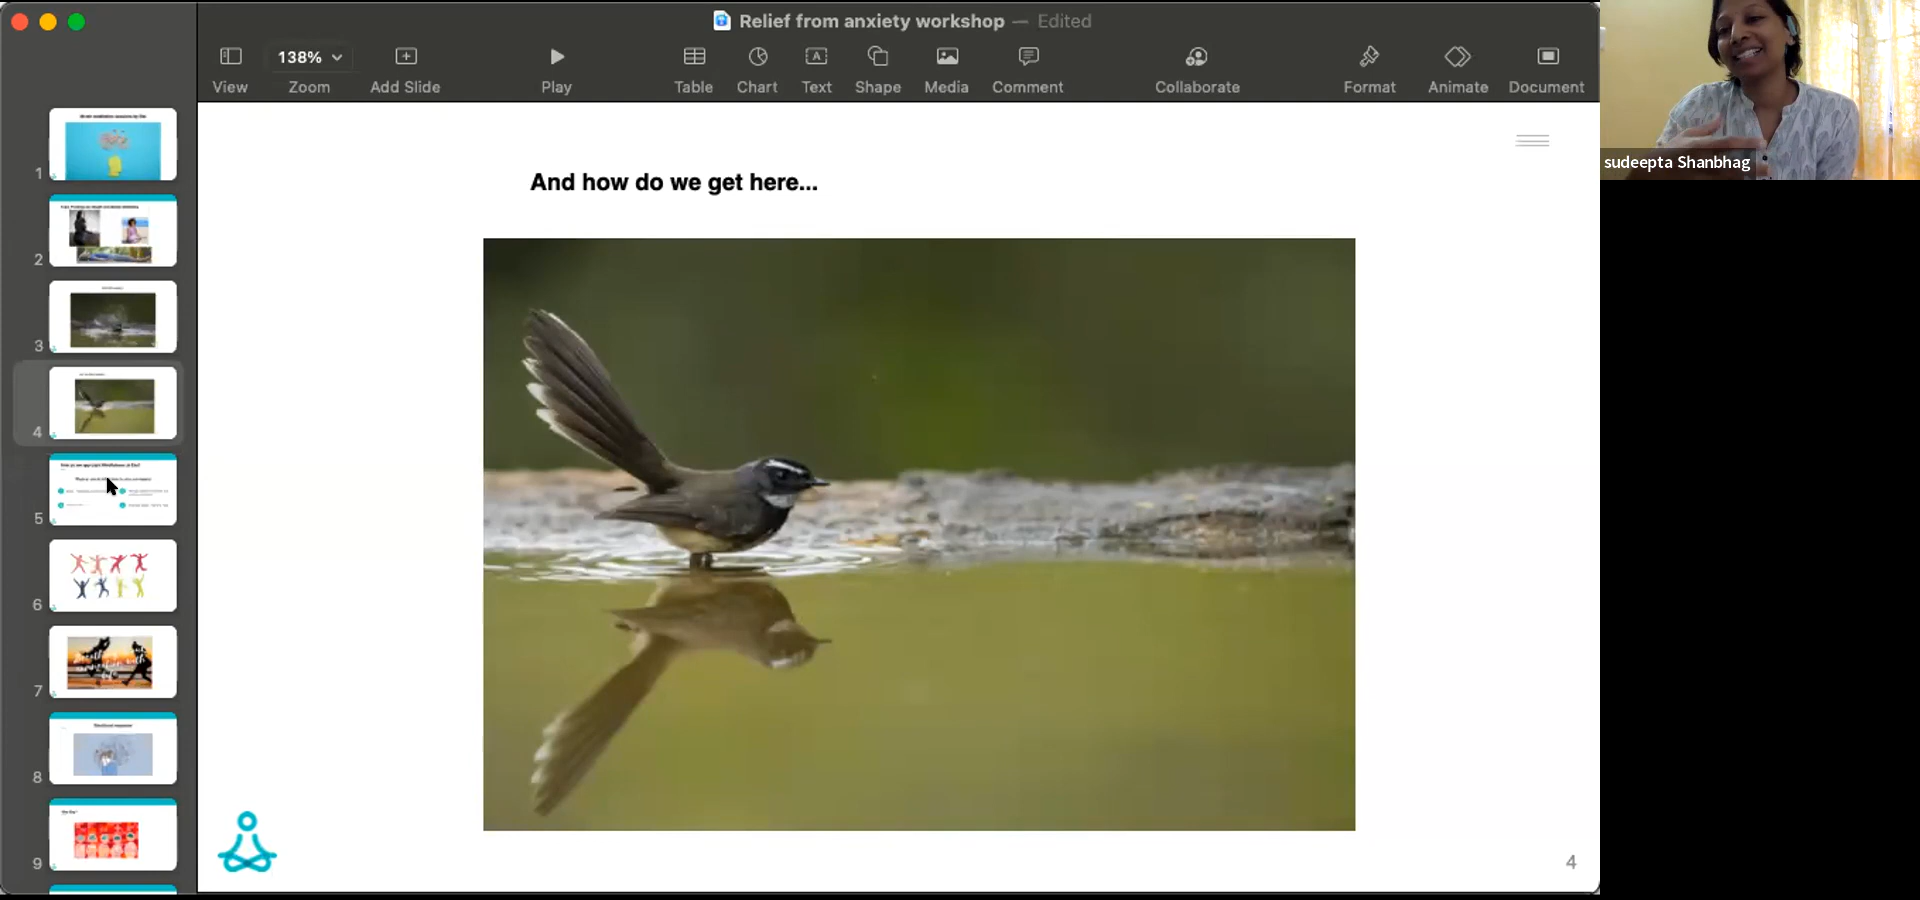 Relief from anxiety workshop — Edited
138%
View Zoom Add Slide Play Table Chart Text Shape Media Comment Collaborate Format Animate Document
sudeepta Shanbhag
And how do we get here...
1
2
3
4
5
6
7
8
9
4